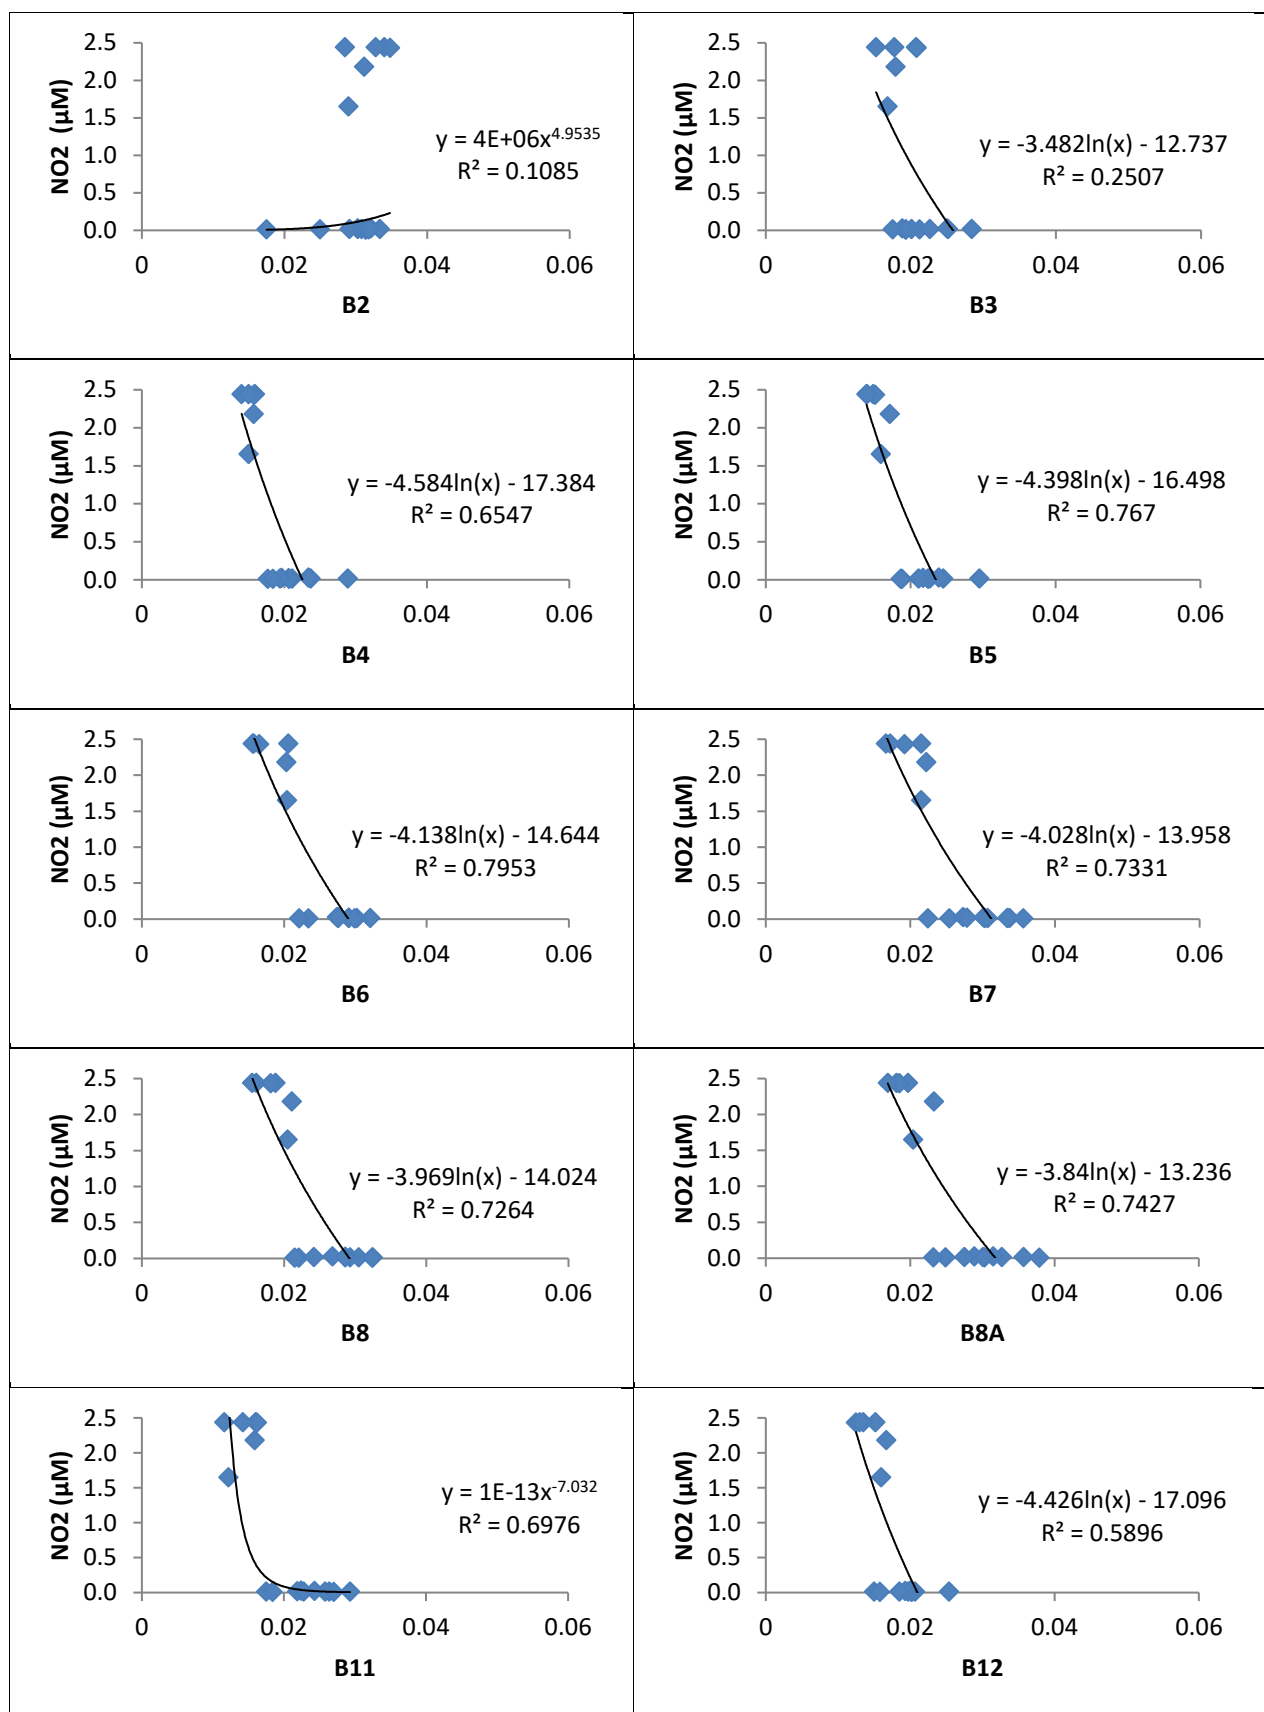 NO2 (µM)
2.5
2.0
1.5
1.0
0.5
0.0
y = 4E+06x^4.9535
R² = 0.1085
0 0.02 0.04 0.06
B2
NO2 (µM)
2.5
2.0
1.5
1.0
0.5
0.0
y = -3.482ln(x) - 12.737
R² = 0.2507
0 0.02 0.04 0.06
B3
NO2 (µM)
2.5
2.0
1.5
1.0
0.5
0.0
y = -4.584ln(x) - 17.384
R² = 0.6547
0 0.02 0.04 0.06
B4
NO2 (µM)
2.5
2.0
1.5
1.0
0.5
0.0
y = -4.398ln(x) - 16.498
R² = 0.767
0 0.02 0.04 0.06
B5
NO2 (µM)
2.5
2.0
1.5
1.0
0.5
0.0
y = -4.138ln(x) - 14.644
R² = 0.7953
0 0.02 0.04 0.06
B6
NO2 (µM)
2.5
2.0
1.5
1.0
0.5
0.0
y = -4.028ln(x) - 13.958
R² = 0.7331
0 0.02 0.04 0.06
B7
NO2 (µM)
2.5
2.0
1.5
1.0
0.5
0.0
y = -3.969ln(x) - 14.024
R² = 0.7264
0 0.02 0.04 0.06
B8
NO2 (µM)
2.5
2.0
1.5
1.0
0.5
0.0
y = -3.84ln(x) - 13.236
R² = 0.7427
0 0.02 0.04 0.06
B8A
NO2 (µM)
2.5
2.0
1.5
1.0
0.5
0.0
y = 1E-13x^-7.032
R² = 0.6976
0 0.02 0.04 0.06
B11
NO2 (µM)
2.5
2.0
1.5
1.0
0.5
0.0
y = -4.426ln(x) - 17.096
R² = 0.5896
0 0.02 0.04 0.06
B12